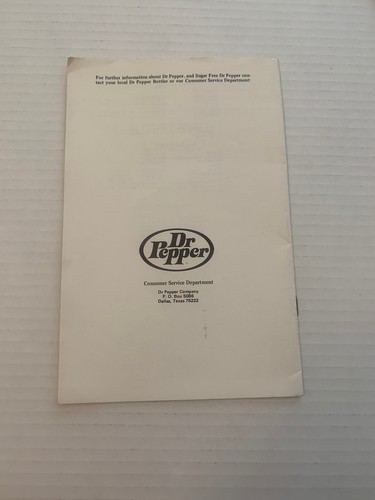 For further information about Dr Pepper, and Sugar Free Dr Pepper con-
tact your local Dr Pepper Bottler or our Consumer Service Department:
Dr
Pepper
Consumer Service Department
Dr Pepper Company
P. O. Box 5086
Dallas, Texas 75222